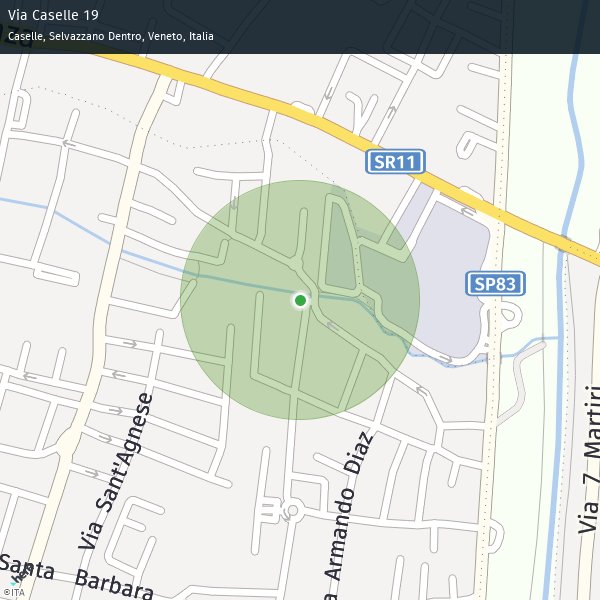 Via Caselle 19
Caselle, Selvazzano Dentro, Veneto, Italia
SR11
SP83
Via Sant'Agnese
Armando Diaz
Via 7 Martiri
Santa Barbara
here
©ITA